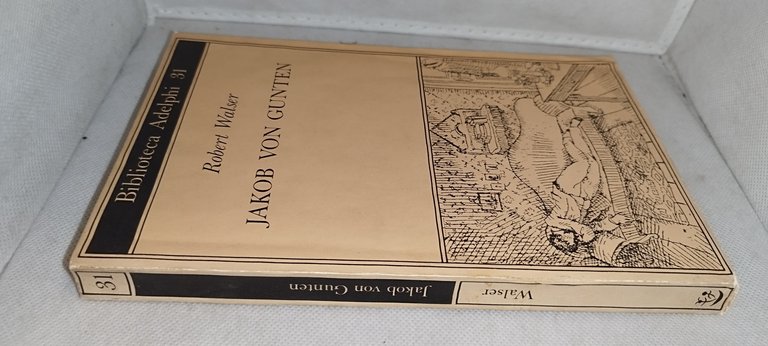 Biblioteca Adelphi 31
Robert Walser
JAKOB VON GUNTEN
31
Jakob von Gunten
Walser